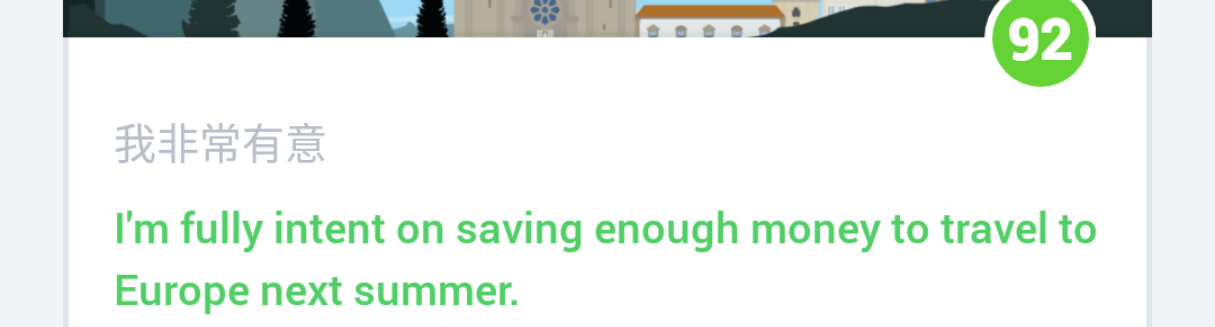 92
我非常有意
I'm fully intent on saving enough money to travel to
Europe next summer.